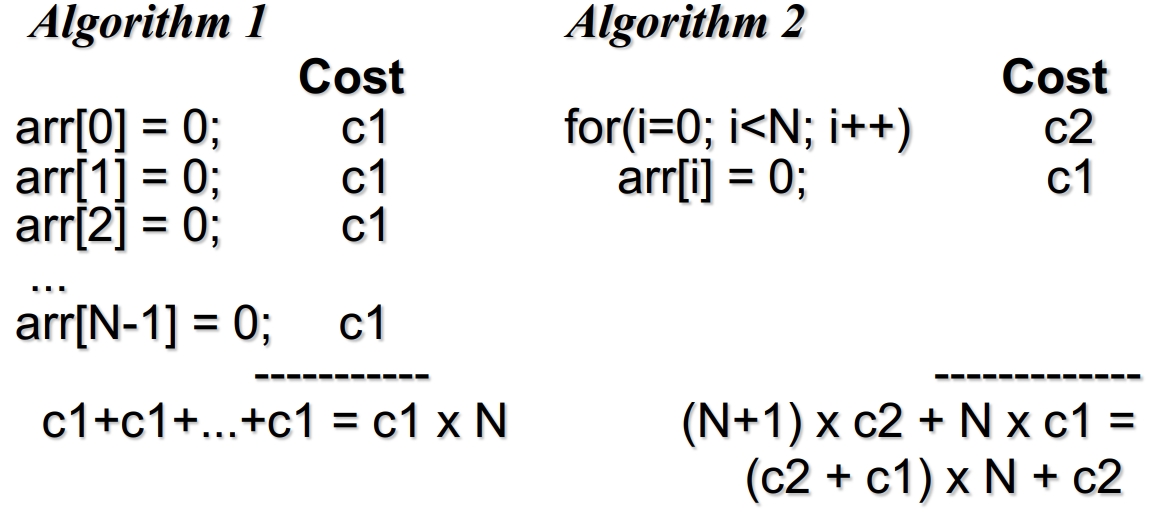 Algorithm 1
Cost
arr[0] = 0; c1
arr[1] = 0; c1
arr[2] = 0; c1
...
arr[N-1] = 0; c1
-----------
c1+c1+...+c1 = c1 x N
Algorithm 2
Cost
for(i=0; i<N; i++) c2
arr[i] = 0; c1
-------------
(N+1) x c2 + N x c1 =
(c2 + c1) x N + c2